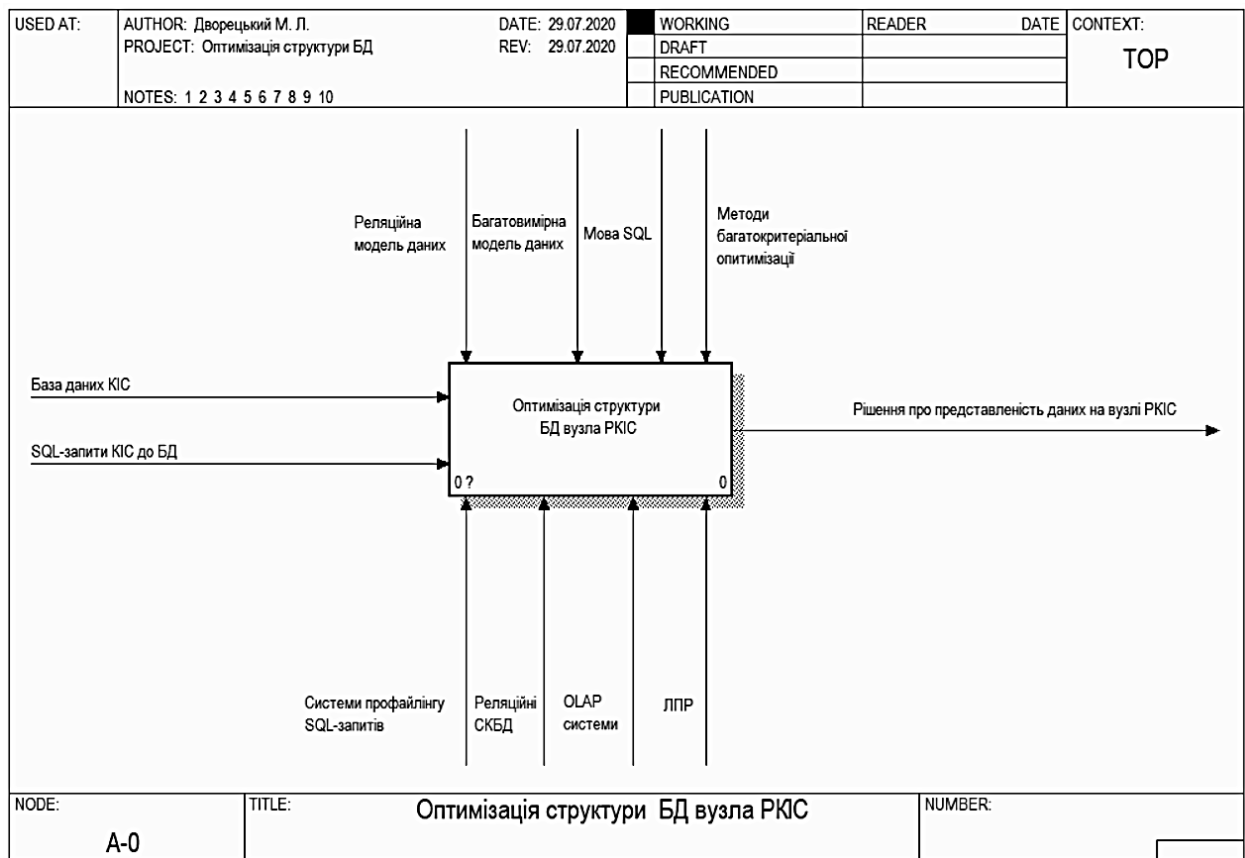 USED AT:
AUTHOR: Дворецький М. Л.
DATE: 29.07.2020
PROJECT: Оптимізація структури БД
REV: 29.07.2020
NOTES: 1 2 3 4 5 6 7 8 9 10
WORKING
DRAFT
RECOMMENDED
PUBLICATION
READER
DATE
CONTEXT:
TOP
Реляційна
модель даних
Багатовимірна
модель даних
Мова SQL
Методи
багатокритеріальної
опитимізації
База даних КІС
SQL-запити КІС до БД
Оптимізація структури
БД вузла РКІС
0 ?
0
Рішення про представленість даних на вузлі РКІС
Системи профайлінгу
SQL-запитів
Реляційні
СКБД
OLAP
системи
ЛПР
NODE:
A-0
TITLE:
Оптимізація структури БД вузла РКІС
NUMBER: